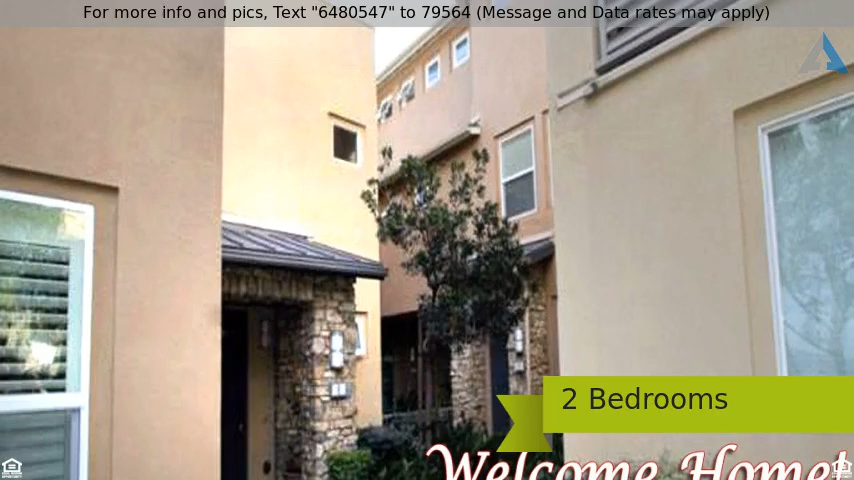 For more info and pics, Text "6480547" to 79564 (Message and Data rates may apply)
2 Bedrooms
Welcome Home!